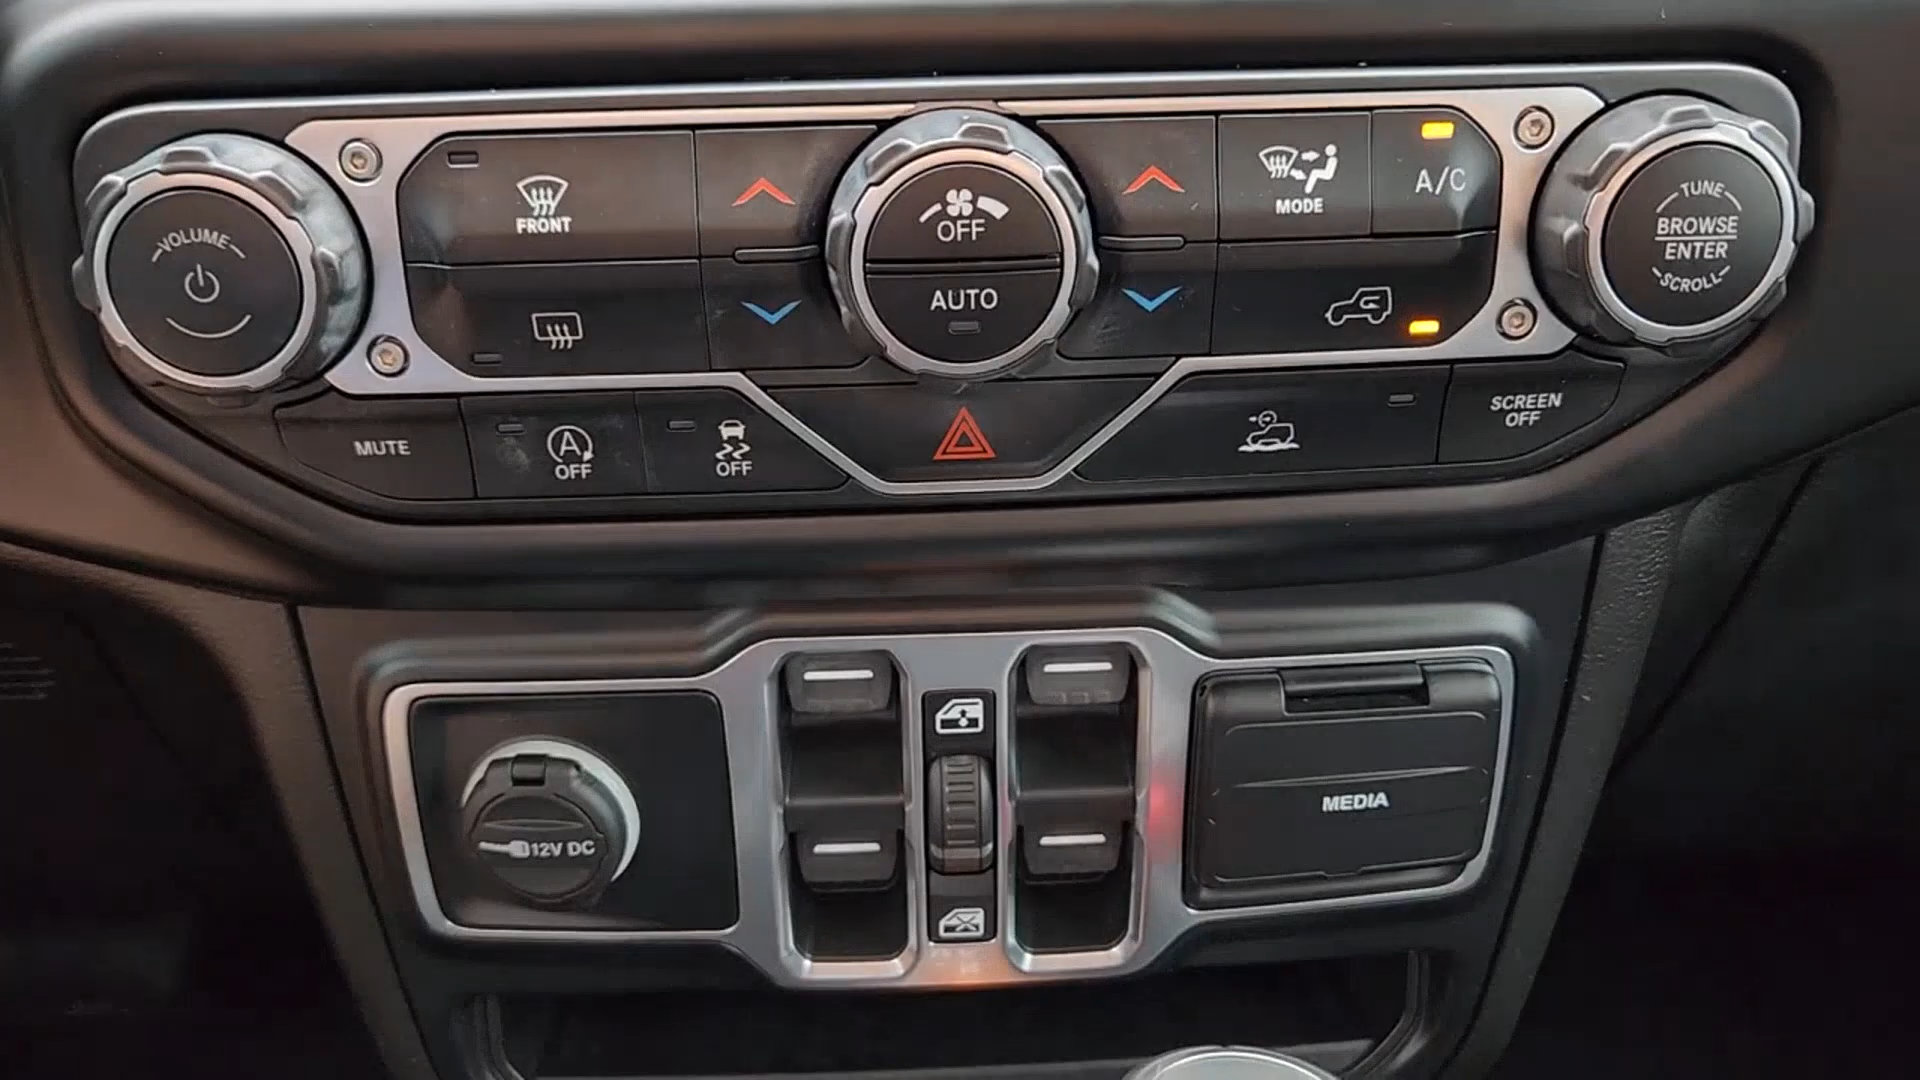 VOLUME
FRONT
OFF
AUTO
MODE
A/C
TUNE
BROWSE
ENTER
SCROLL
MUTE
A
OFF
OFF
SCREEN
OFF
12V DC
MEDIA